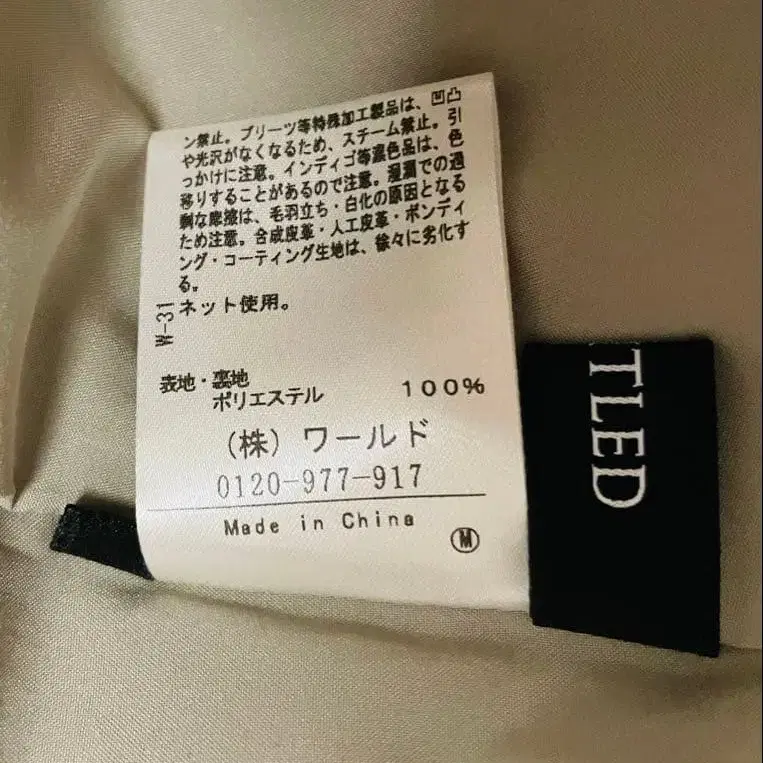 ン禁止。プリーツ等特殊加工製品は、凹凸
や光沢がなくなるため、スチーム禁止。引
っかけに注意。インディゴ等濃色品は、色
移りすることがあるので注意。湿潤での過
剰な摩擦は、毛羽立ち・白化の原因となる
ため注意。合成皮革・人工皮革・ボンディ
ング・コーティング生地は、徐々に劣化す
る。
ネット使用。
W-31
表地・裏地
ポリエステル 100%
(株)ワールド
0120-977-917
Made in China
M
TLED